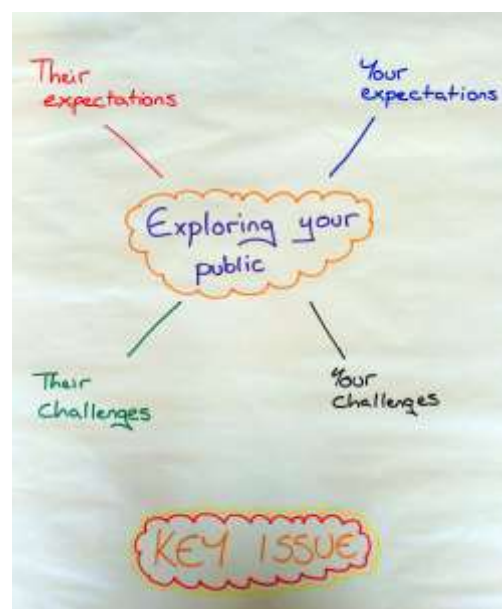 Their
expectations
Your
expectations
Exploring your
public
Their
challenges
Your
challenges
KEY ISSUE